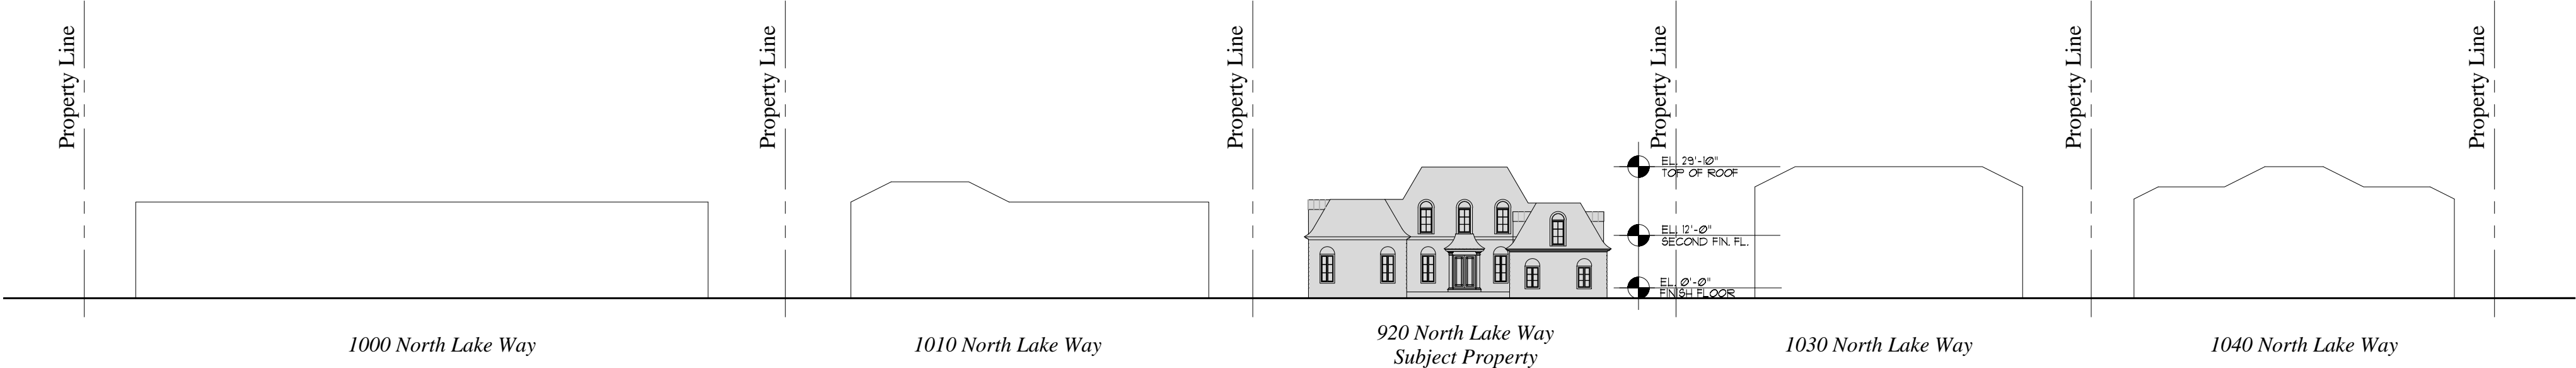 Property Line
Property Line
Property Line
Property Line
Property Line
Property Line
EL. 29'-10"
TOP OF ROOF
EL. 12'-0"
SECOND FIN. FL.
EL. 0'-0"
FINISH FLOOR
1000 North Lake Way
1010 North Lake Way
920 North Lake Way
Subject Property
1030 North Lake Way
1040 North Lake Way